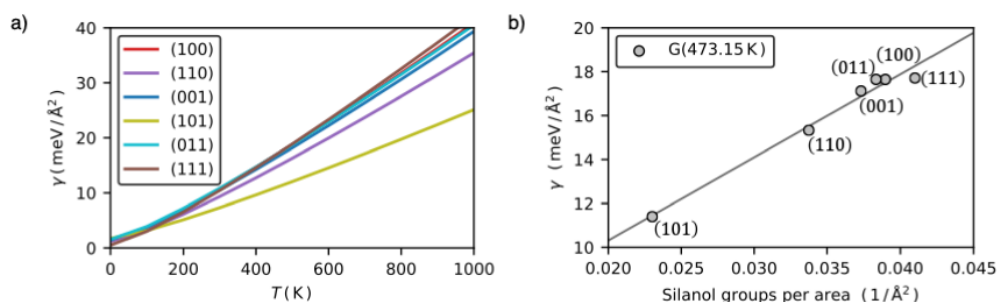 a)
γ (meV/Å²)
40
30
20
10
0
(100)
(110)
(001)
(101)
(011)
(111)
0 200 400 600 800 1000
T(K)
b)
γ (meV/Å²)
20
18
16
14
12
10
G(473.15 K)
(011) (100)
(111)
(001)
(110)
(101)
0.020 0.025 0.030 0.035 0.040 0.045
Silanol groups per area (1/Å²)